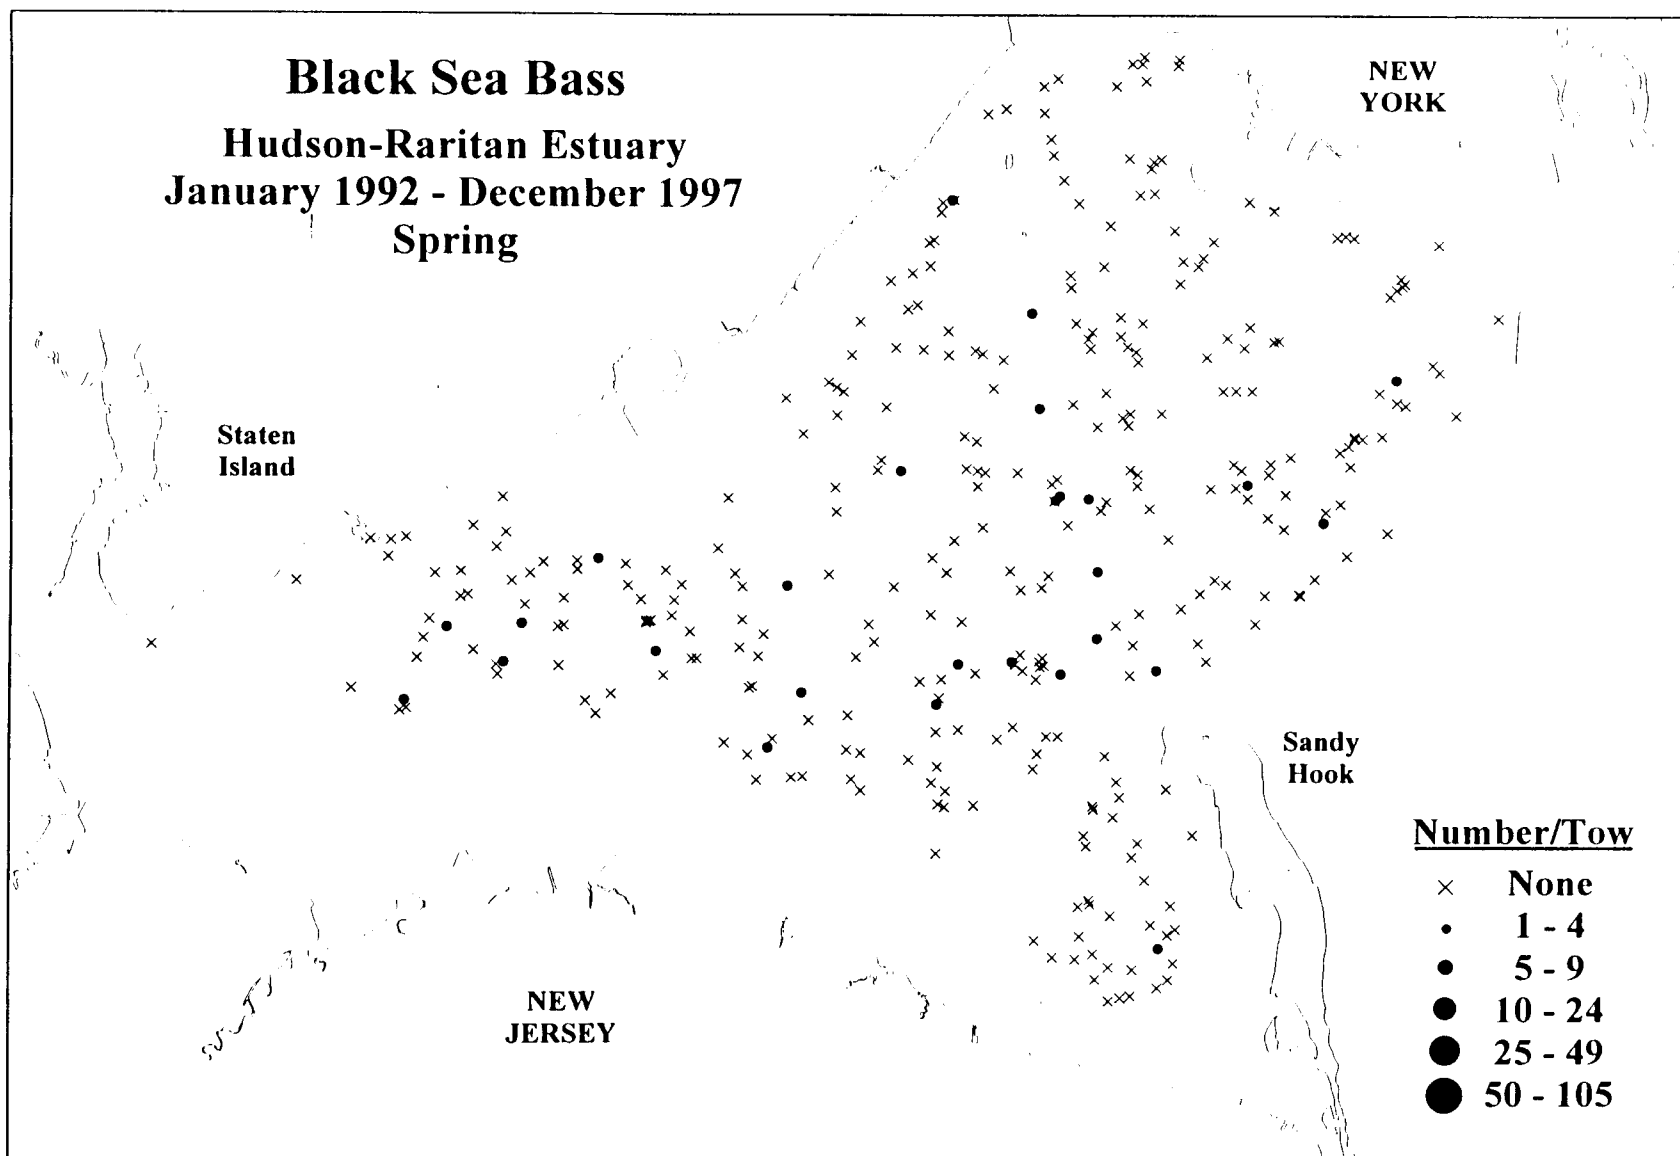 Black Sea Bass
Hudson-Raritan Estuary
January 1992 - December 1997
Spring
NEW
YORK
Staten
Island
Sandy
Hook
NEW
JERSEY
Number/Tow
None
1 - 4
5 - 9
10 - 24
25 - 49
50 - 105